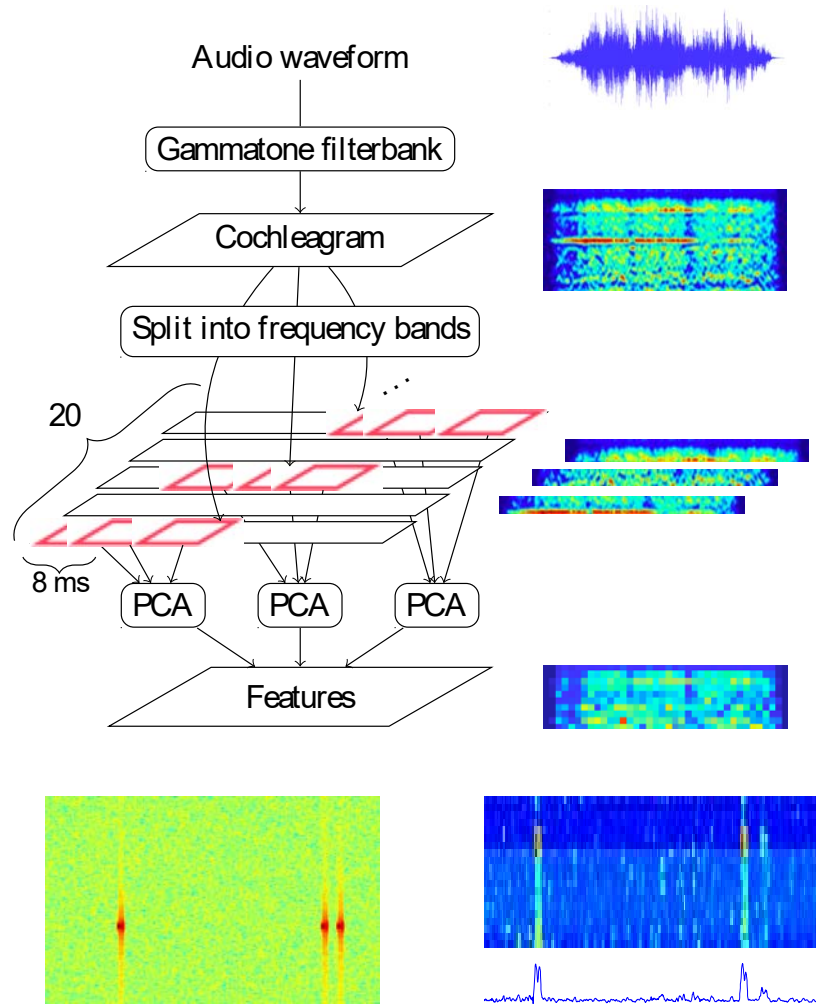 Audio waveform
Gammatone filterbank
Cochleagram
Split into frequency bands
. . .
20
8 ms
PCA PCA PCA
Features